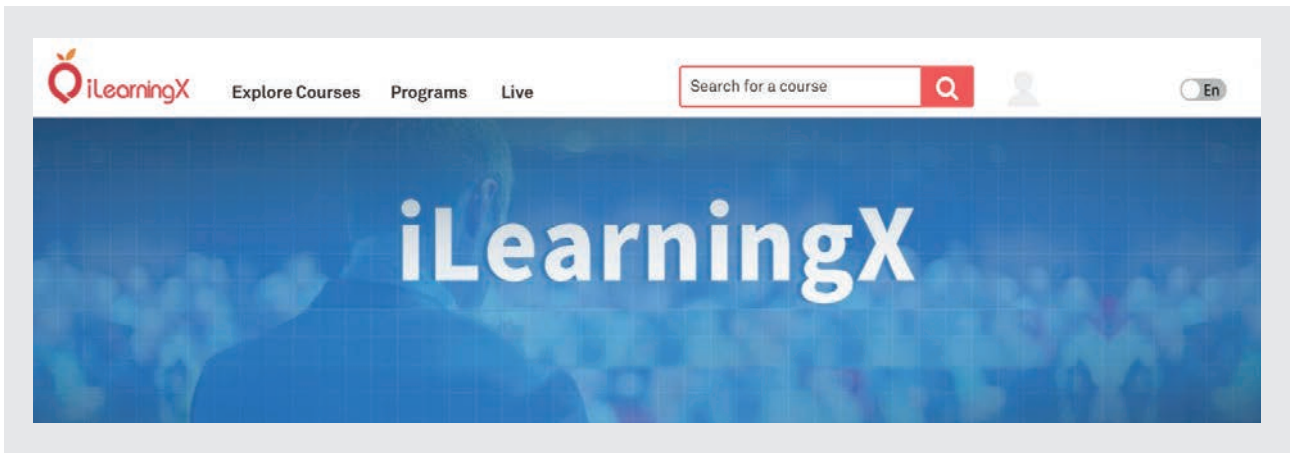 iLearningX
Explore Courses Programs Live
Search for a course
En
iLearningX